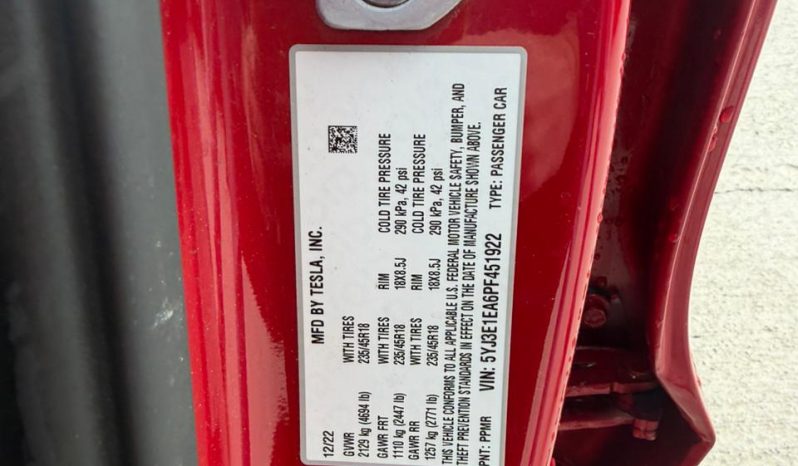 12/22 MFD BY TESLA, INC.
GVWR WITH TIRES RIM COLD TIRE PRESSURE
2129 kg (4694 lb) 235/45R18 18X8.5J 290 kPa, 42 psi
GAWR FRT WITH TIRES RIM COLD TIRE PRESSURE
1110 kg (2447 lb) 235/45R18 18X8.5J 290 kPa, 42 psi
GAWR RR
1257 kg (2771 lb) 235/45R18
THIS VEHICLE CONFORMS TO ALL APPLICABLE U.S. FEDERAL MOTOR VEHICLE SAFETY, BUMPER, AND
THEFT PREVENTION STANDARDS IN EFFECT ON THE DATE OF MANUFACTURE SHOWN ABOVE.
VIN: 5YJ3E1EA6PF451922 TYPE: PASSENGER CAR
PNT: PPMR